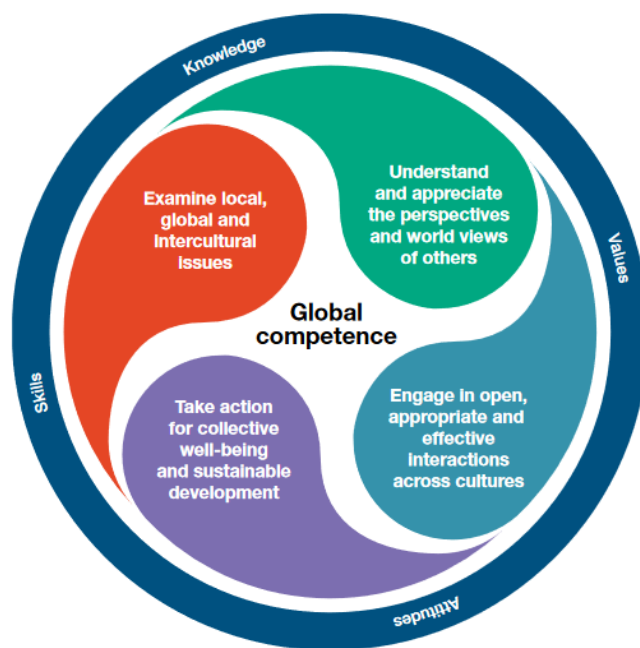 Knowledge
Understand
and appreciate
the perspectives
and world views
of others
Examine local,
global and
intercultural
issues
Values
Global
competence
Skills
Take action
for collective
well-being
and sustainable
development
Engage in open,
appropriate and
effective
interactions
across cultures
Attitudes